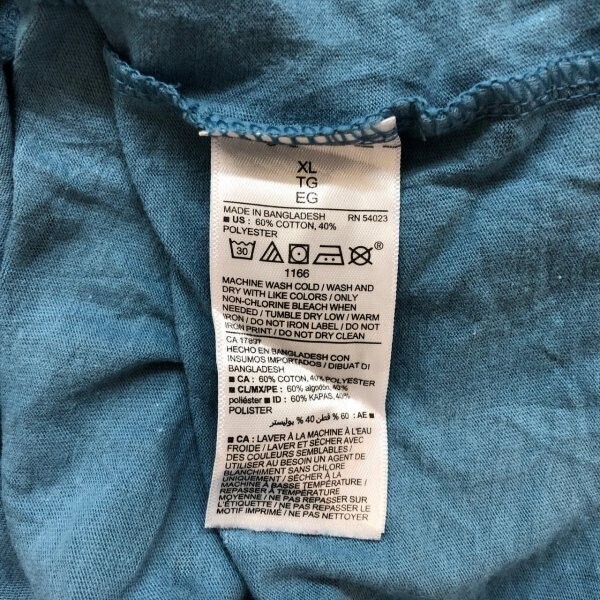 XL
TG
EG
MADE IN BANGLADESH RN 54023
■ US : 60% COTTON, 40%
POLYESTER
30 ®
1166
MACHINE WASH COLD / WASH AND
DRY WITH LIKE COLORS / ONLY
NON-CHLORINE BLEACH WHEN
NEEDED / TUMBLE DRY LOW / WARM
IRON / DO NOT IRON LABEL / DO NOT
IRON PRINT / DO NOT DRY CLEAN
CA 17897
HECHO EN BANGLADESH CON
INSUMOS IMPORTADOS / DIBUAT DI
BANGLADESH
■ CA : 60% COTON, 40% POLYESTER
■ CL/MX/PE : 60% algodón, 40%
poliéster ■ ID : 60% KAPAS, 40%
POLISTER
■ AE : 60 % قطن 40 % بوليستر
■ CA : LAVER À LA MACHINE À L'EAU
FROIDE / LAVER ET SÉCHER AVEC
DES COULEURS SEMBLABLES /
UTILISER AU BESOIN UN AGENT DE
BLANCHIMENT SANS CHLORE
UNIQUEMENT / SÉCHER À LA
MACHINE À BASSE TEMPÉRATURE /
REPASSER À TEMPÉRATURE
MOYENNE / NE PAS REPASSER SUR
L'ÉTIQUETTE / NE PAS REPASSER LE
MOTIF IMPRIMÉ / NE PAS NETTOYER